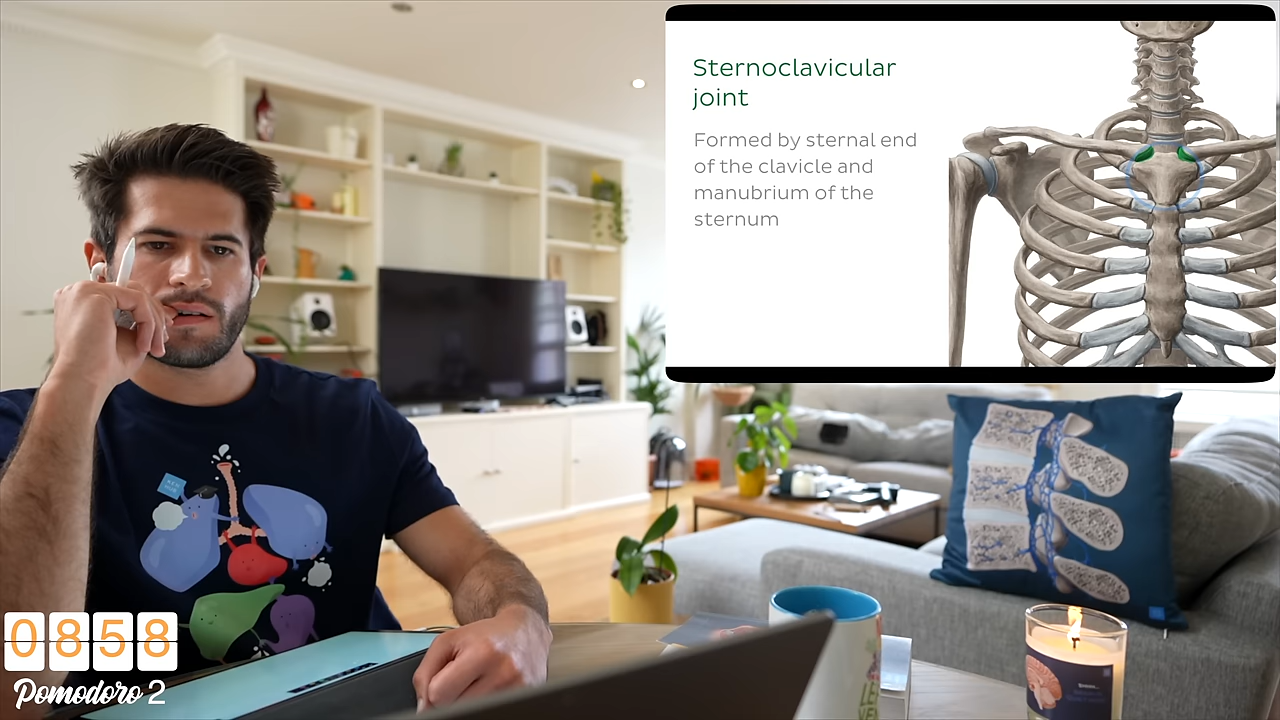 Sternoclavicular
joint
Formed by sternal end
of the clavicle and
manubrium of the
sternum
0858
Pomodoro 2